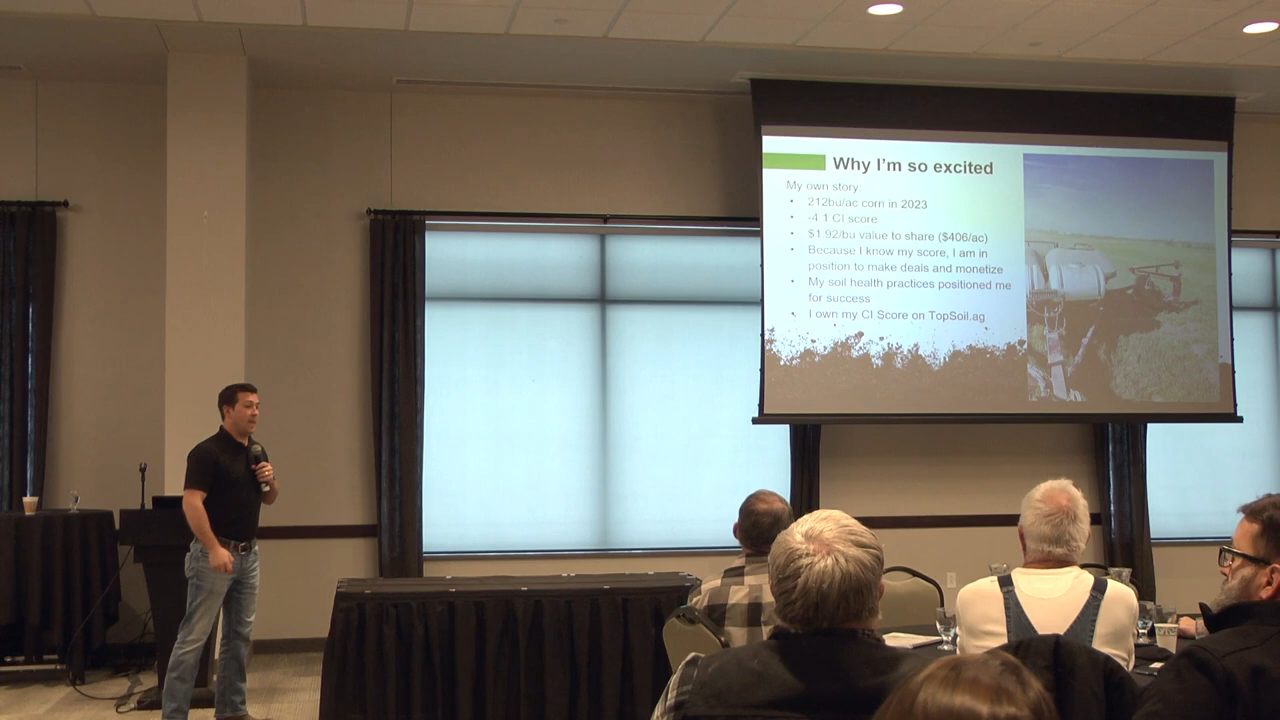 Why I'm so excited
My own story:
• 212bu/ac corn in 2023
• -4.1 CI score
• $1.92/bu value to share ($406/ac)
• Because I know my score, I am in
position to make deals and monetize
• My soil health practices positioned me
for success
• I own my CI Score on TopSoil.ag